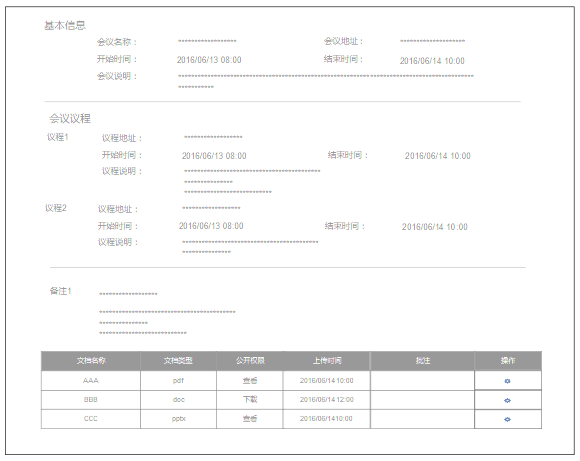 基本信息
会议名称： ****************** 会议地址： ********************
开始时间： 2016/06/13 08:00 结束时间： 2016/06/14 10:00
会议说明： ******************************************************************************************
***********
会议议程
议程1 议程地址： ******************
开始时间： 2016/06/13 08:00 结束时间： 2016/06/14 10:00
议程说明： ******************************************
***************
***************************
议程2 议程地址： ******************
开始时间： 2016/06/13 08:00 结束时间： 2016/06/14 10:00
议程说明： ******************************************
***************
备注1 ******************
******************************************
***************
***************************
文档名称 文档类型 公开权限 上传时间 批注 操作
AAA pdf 查看 2016/06/14 10:00
BBB doc 下载 2016/06/14 12:00
CCC pptx 查看 2016/06/14 10:00